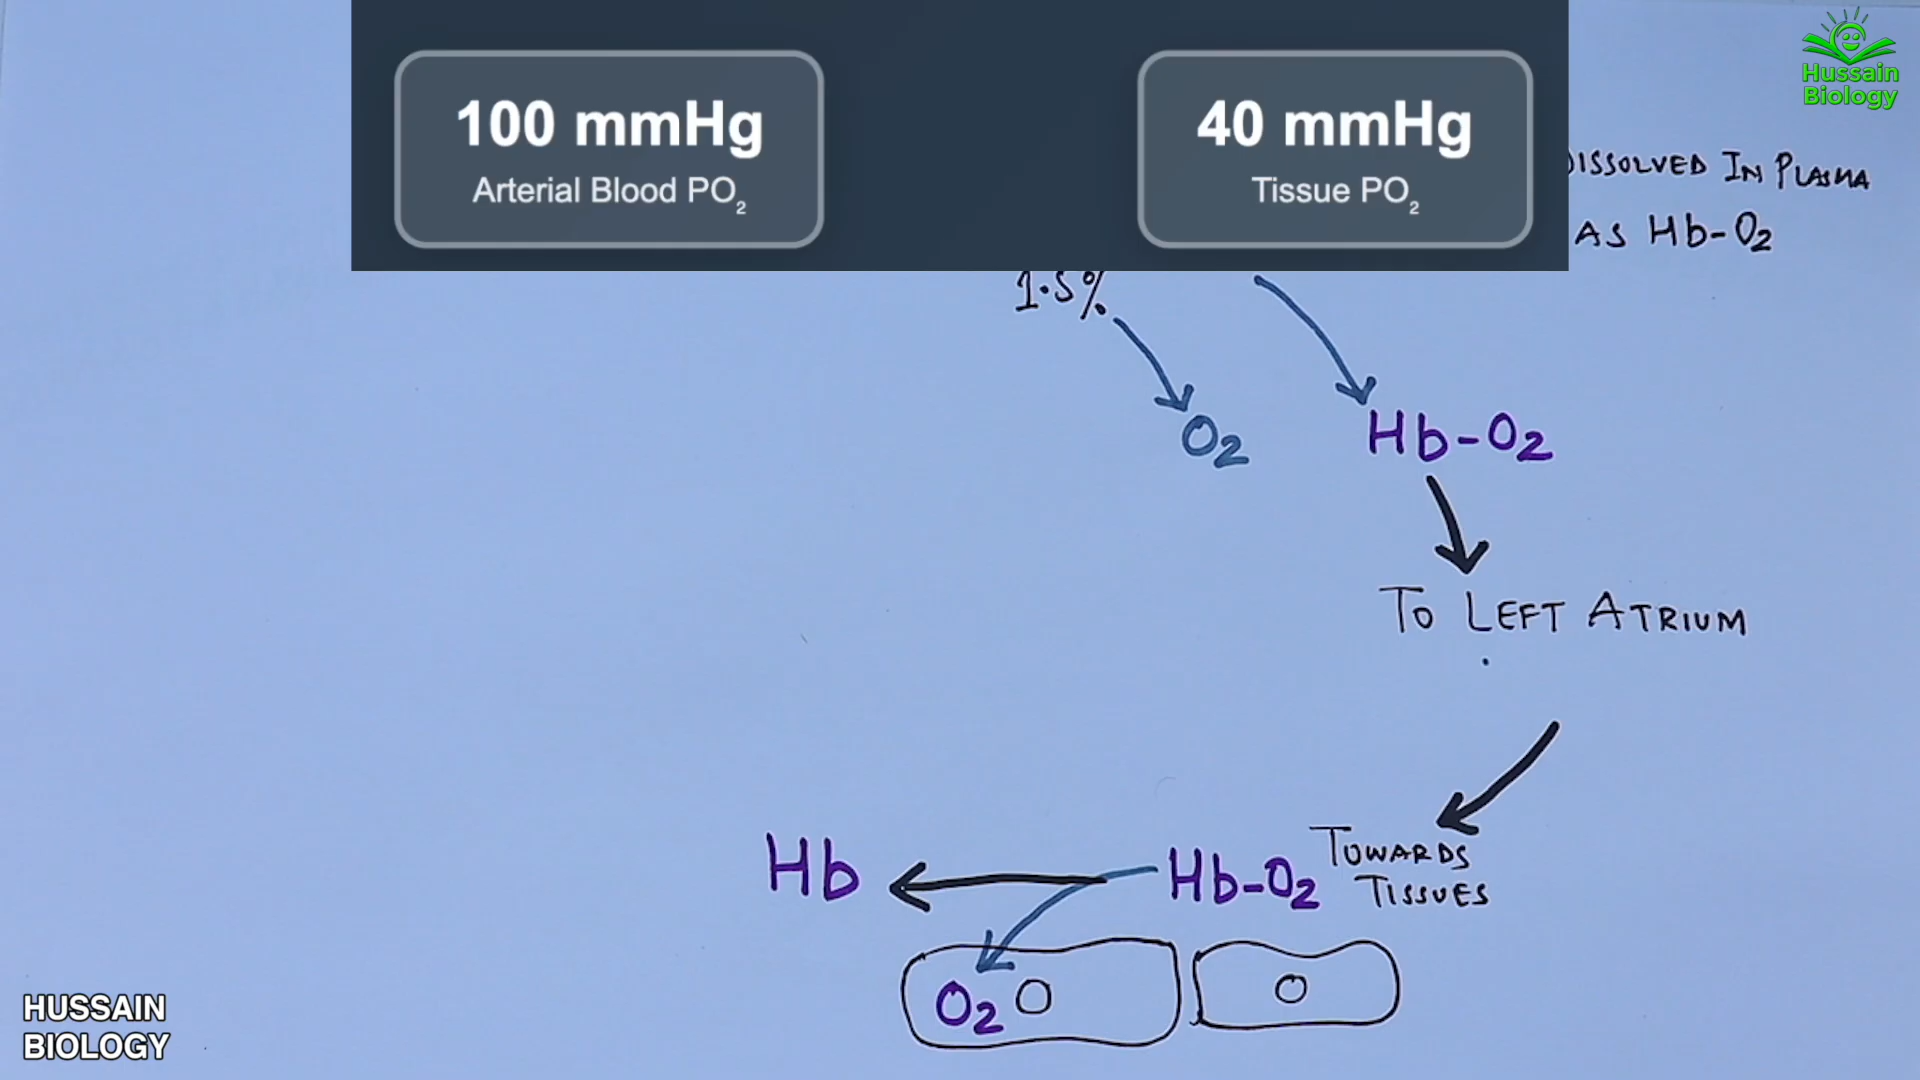 100 mmHg
Arterial Blood PO₂
40 mmHg
Tissue PO₂
Hussain
Biology
DISSOLVED IN PLASMA
AS Hb-O₂
1.5%
O₂
Hb-O₂
TO LEFT ATRIUM
Hb
Hb-O₂
TOWARDS
TISSUES
O₂
HUSSAIN
BIOLOGY